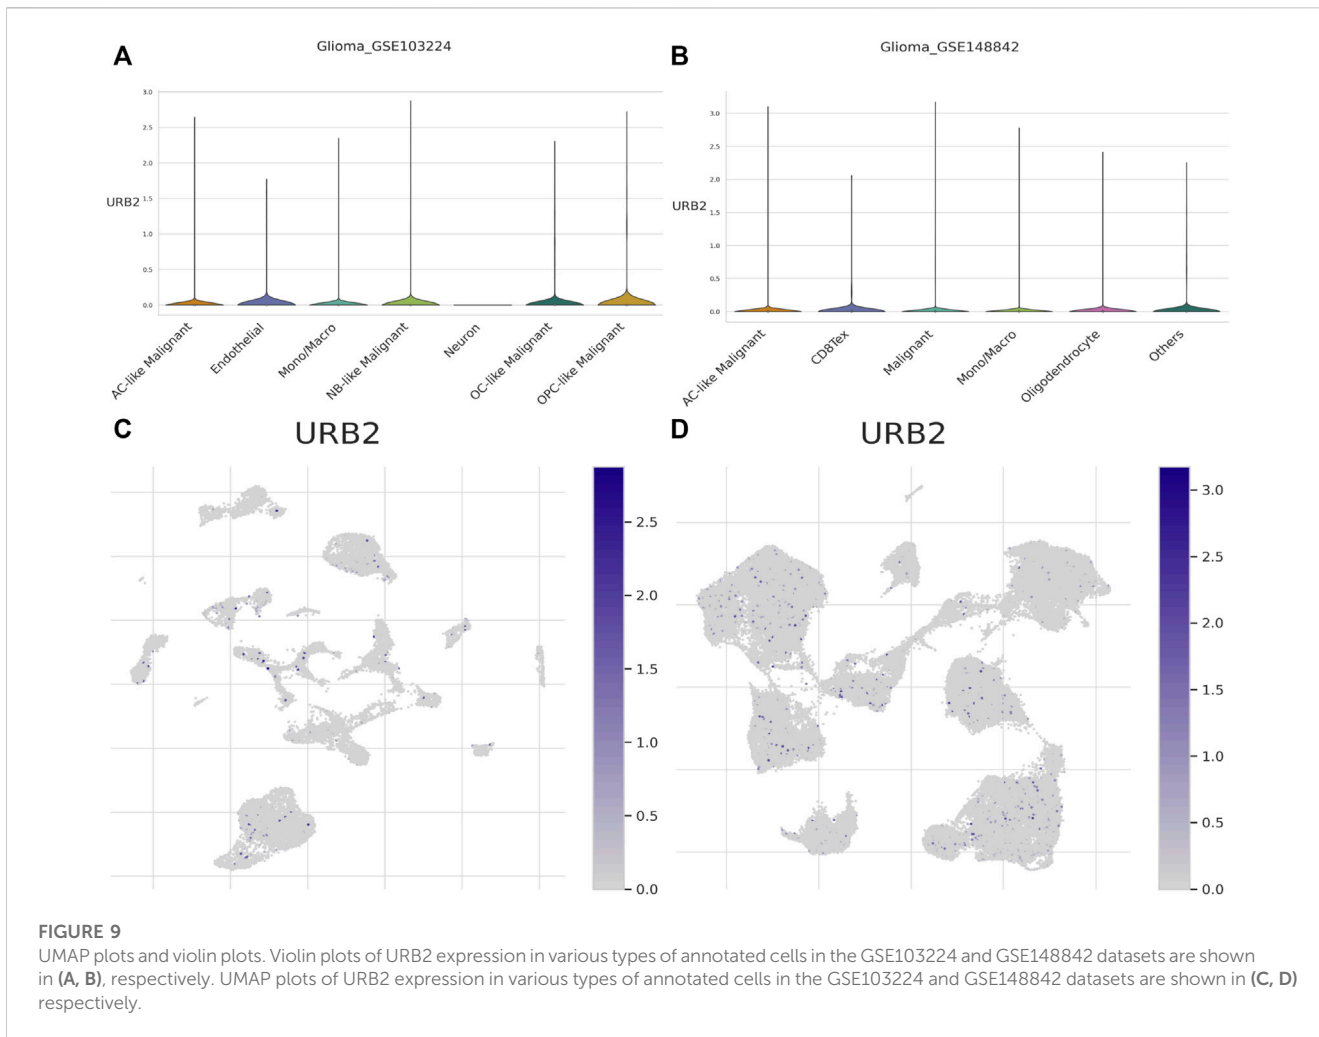 A
Glioma_GSE103224
3.0
2.5
2.0
1.5
1.0
0.5
0.0
URB2
AC-like Malignant
Endothelial
Mono/Macro
NB-like Malignant
Neuron
OC-like Malignant
OPC-like Malignant
B
Glioma_GSE148842
3.0
2.5
2.0
1.5
1.0
0.5
0.0
URB2
AC-like Malignant
CD8Tex
Malignant
Mono/Macro
Oligodendrocyte
Others
C
URB2
2.5
2.0
1.5
1.0
0.5
0.0
D
URB2
3.0
2.5
2.0
1.5
1.0
0.5
0.0
FIGURE 9
UMAP plots and violin plots. Violin plots of URB2 expression in various types of annotated cells in the GSE103224 and GSE148842 datasets are shown
in (A, B), respectively. UMAP plots of URB2 expression in various types of annotated cells in the GSE103224 and GSE148842 datasets are shown in (C, D)
respectively.